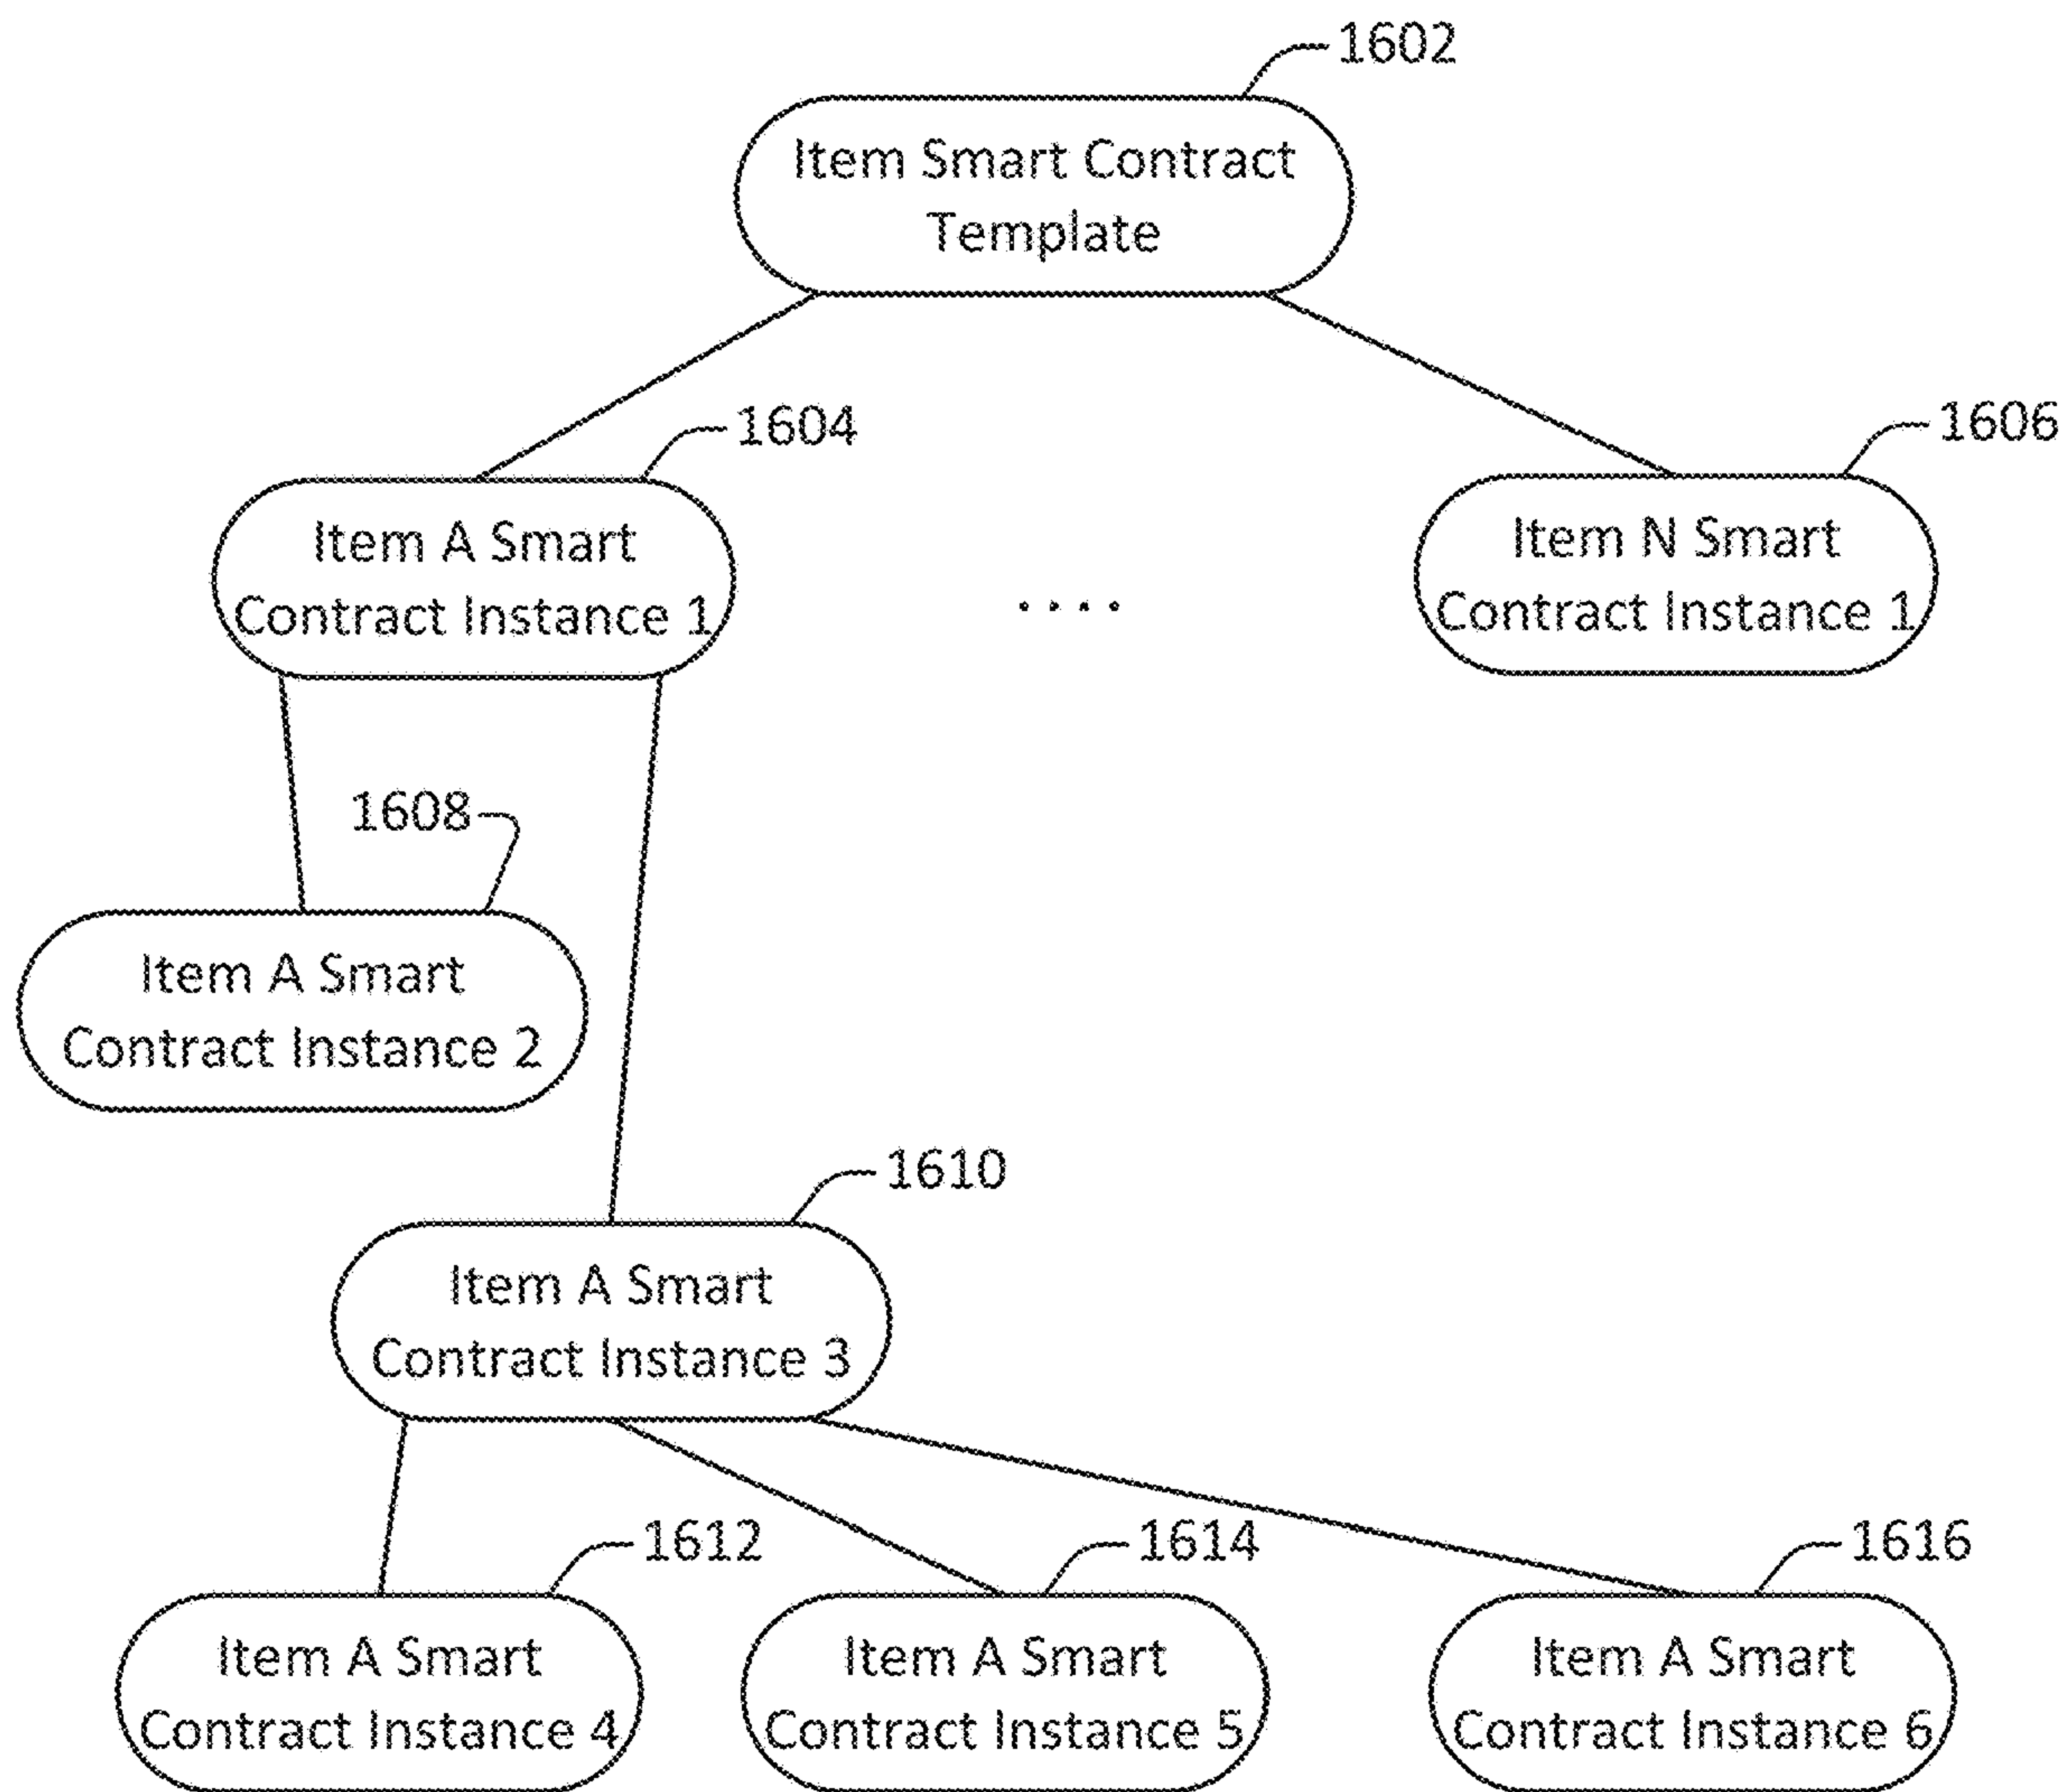 1602
Item Smart Contract
Template
1604
1606
Item A Smart
Contract Instance 1
. . . .
Item N Smart
Contract Instance 1
1608
Item A Smart
Contract Instance 2
1610
Item A Smart
Contract Instance 3
1612
1614
1616
Item A Smart
Contract Instance 4
Item A Smart
Contract Instance 5
Item A Smart
Contract Instance 6